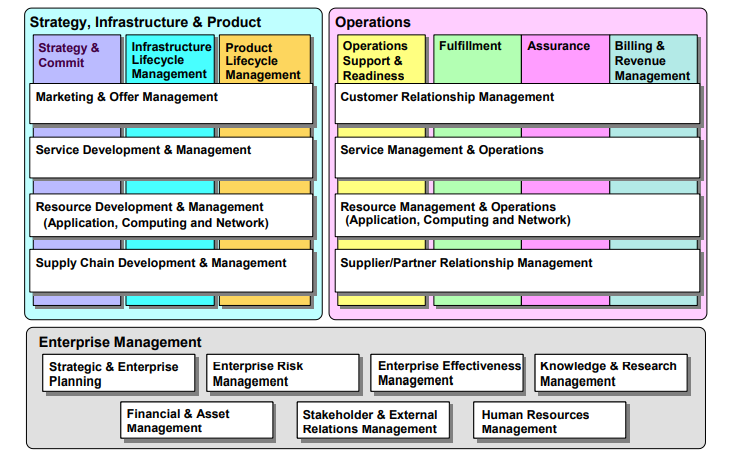 Strategy, Infrastructure & Product
Strategy &
Commit
Infrastructure
Lifecycle
Management
Product
Lifecycle
Management
Marketing & Offer Management
Service Development & Management
Resource Development & Management
(Application, Computing and Network)
Supply Chain Development & Management
Operations
Operations
Support &
Readiness
Fulfillment
Assurance
Billing &
Revenue
Management
Customer Relationship Management
Service Management & Operations
Resource Management & Operations
(Application, Computing and Network)
Supplier/Partner Relationship Management
Enterprise Management
Strategic & Enterprise
Planning
Enterprise Risk
Management
Enterprise Effectiveness
Management
Knowledge & Research
Management
Financial & Asset
Management
Stakeholder & External
Relations Management
Human Resources
Management